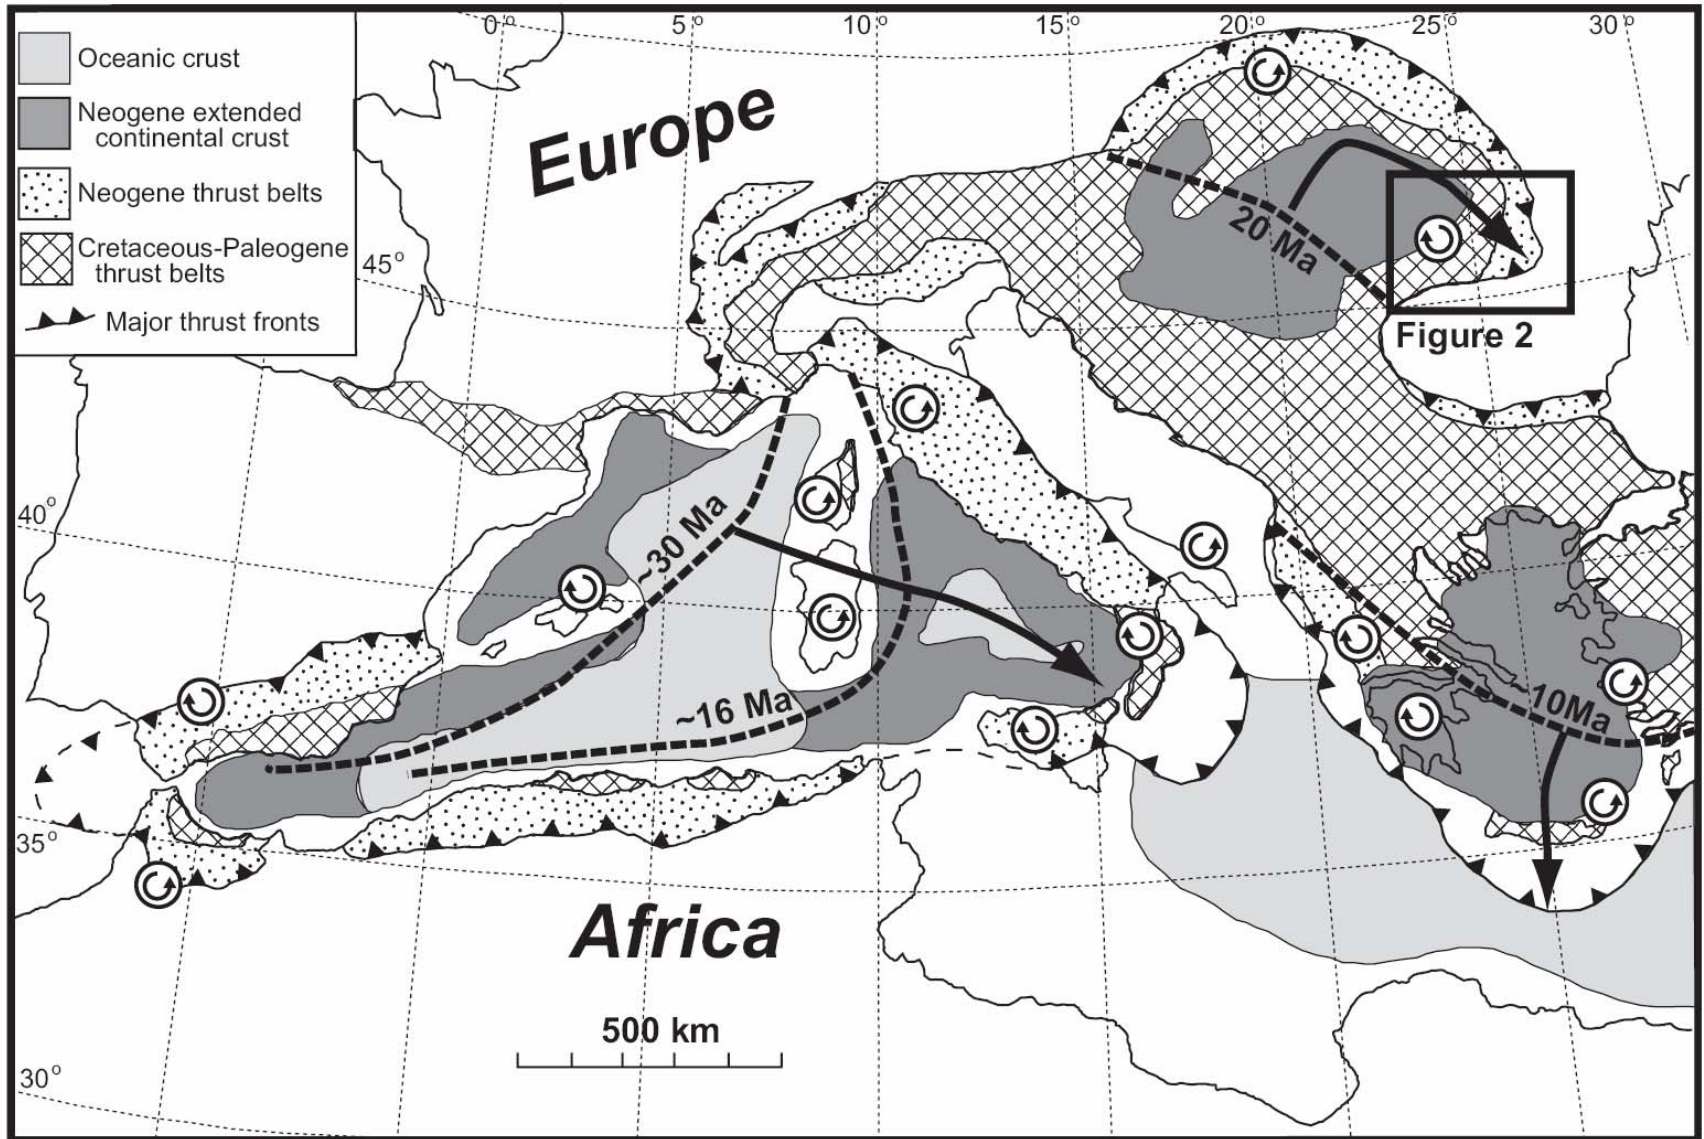 0° 5° 10° 15° 20° 25° 30°
Oceanic crust
Neogene extended
continental crust
Neogene thrust belts
Cretaceous-Paleogene
thrust belts
Major thrust fronts
Europe
45°
20 Ma
Figure 2
40°
~30 Ma
~16 Ma
~10Ma
35°
Africa
500 km
30°